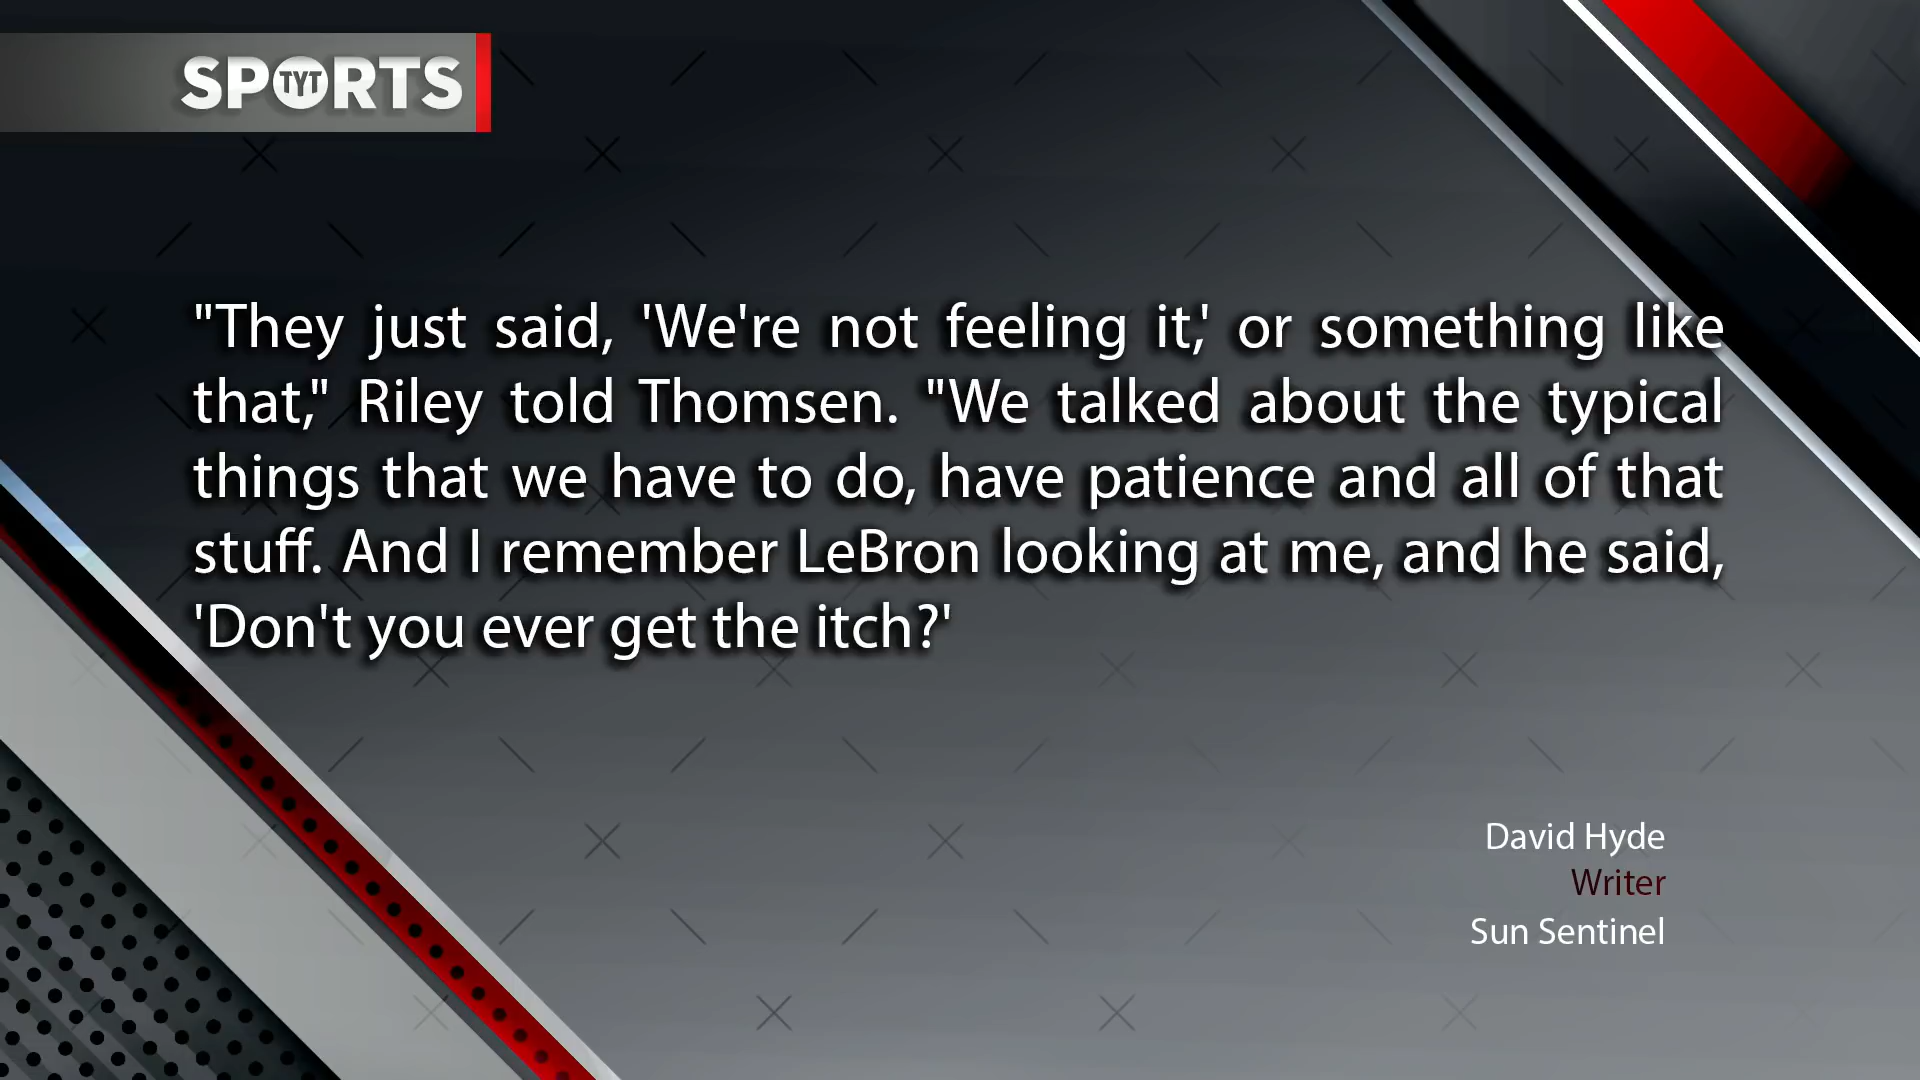 SPORTS
TYT
"They just said, 'We're not feeling it,' or something like
that," Riley told Thomsen. "We talked about the typical
things that we have to do, have patience and all of that
stuff. And I remember LeBron looking at me, and he said,
'Don't you ever get the itch?'
David Hyde
Writer
Sun Sentinel